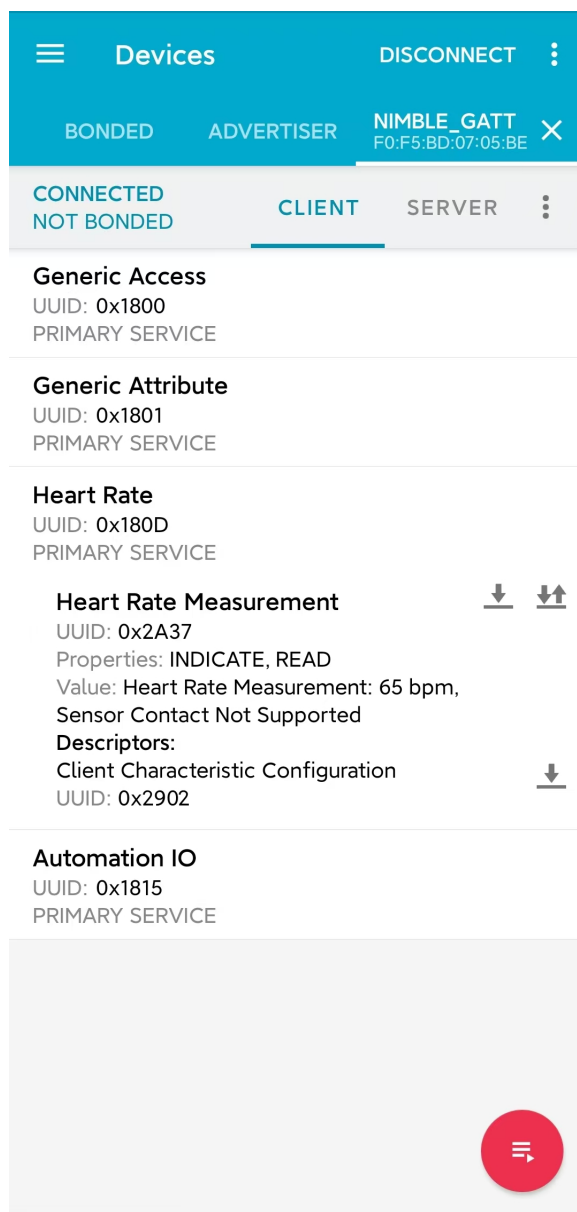 Devices
DISCONNECT
BONDED
ADVERTISER
NIMBLE_GATT
F0:F5:BD:07:05:BE
CONNECTED
NOT BONDED
CLIENT
SERVER
Generic Access
UUID: 0x1800
PRIMARY SERVICE
Generic Attribute
UUID: 0x1801
PRIMARY SERVICE
Heart Rate
UUID: 0x180D
PRIMARY SERVICE
Heart Rate Measurement
UUID: 0x2A37
Properties: INDICATE, READ
Value: Heart Rate Measurement: 65 bpm,
Sensor Contact Not Supported
Descriptors:
Client Characteristic Configuration
UUID: 0x2902
Automation IO
UUID: 0x1815
PRIMARY SERVICE